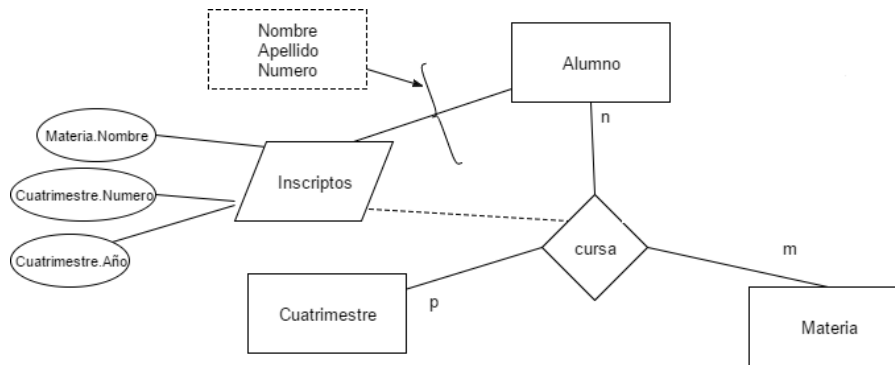 Nombre
Apellido
Numero
Alumno
n
Materia.Nombre
Inscriptos
Cuatrimestre.Numero
Cuatrimestre.Año
cursa
m
p
Cuatrimestre
Materia